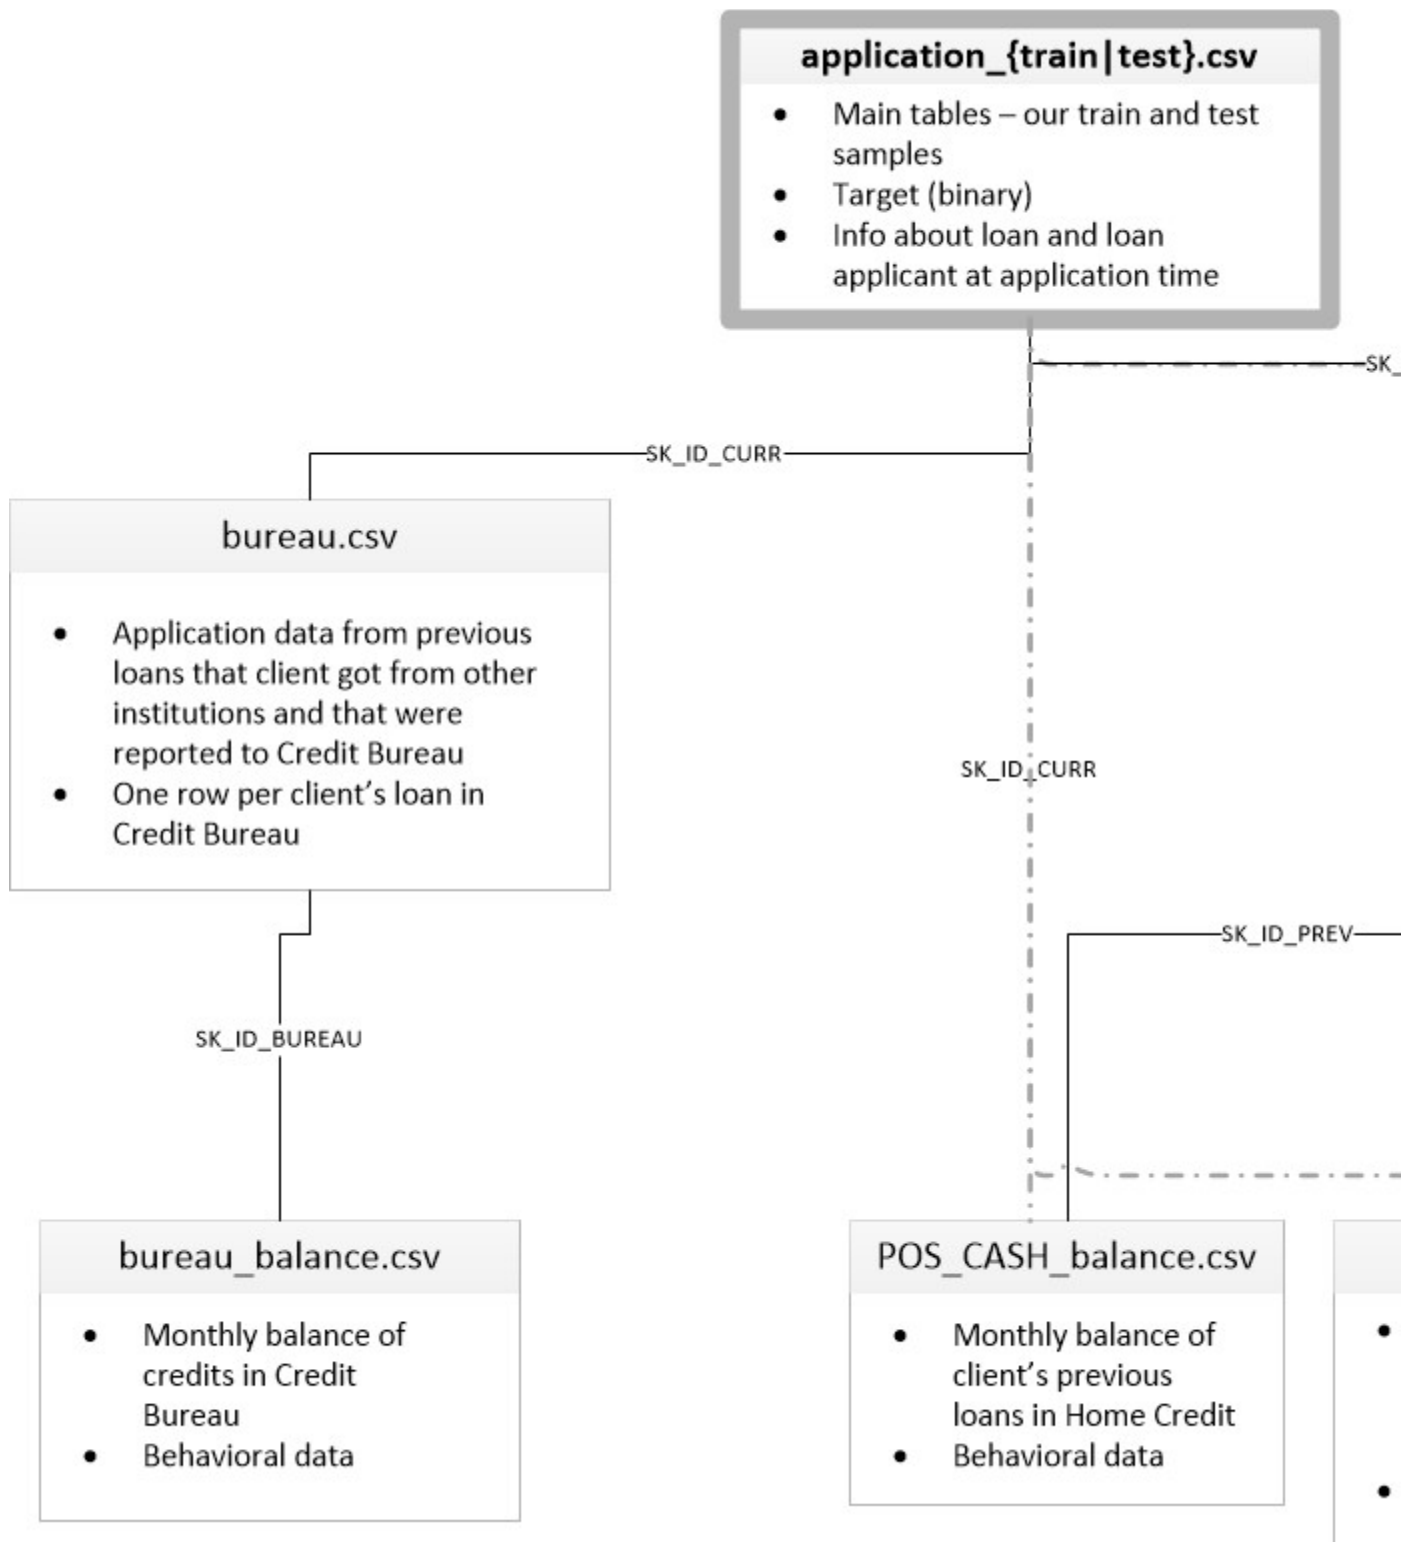 application_{train|test}.csv
• Main tables – our train and test
samples
• Target (binary)
• Info about loan and loan
applicant at application time
SK_
SK_ID_CURR
bureau.csv
• Application data from previous
loans that client got from other
institutions and that were
reported to Credit Bureau
• One row per client’s loan in
Credit Bureau
SK_ID_CURR
SK_ID_PREV
SK_ID_BUREAU
bureau_balance.csv
• Monthly balance of
credits in Credit
Bureau
• Behavioral data
POS_CASH_balance.csv
• Monthly balance of
client’s previous
loans in Home Credit
• Behavioral data